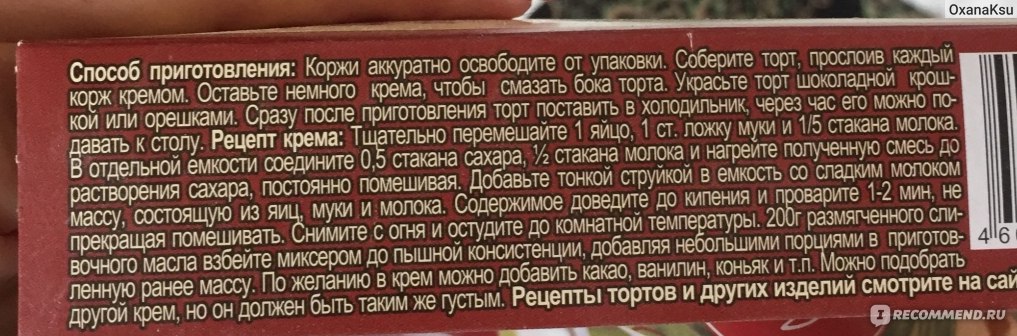 OxanaKsu
Способ приготовления: Коржи аккуратно освободите от упаковки. Соберите торт, прослоив каждый
корж кремом. Оставьте немного крема, чтобы смазать бока торта. Украсьте торт шоколадной крош-
кой или орешками. Сразу после приготовления торт поставить в холодильник, через час его можно по-
давать к столу. Рецепт крема: Тщательно перемешайте 1 яйцо, 1 ст. ложку муки и 1/5 стакана молока.
В отдельной емкости соедините 0,5 стакана сахара, ½ стакана молока и нагрейте полученную смесь до
растворения сахара, постоянно помешивая. Добавьте тонкой струйкой в емкость со сладким молоком
массу, состоящую из яиц, муки и молока. Содержимое доведите до кипения и проварите 1-2 мин, не
прекращая помешивать. Снимите с огня и остудите до комнатной температуры. 200г размягченного сли-
вочного масла взбейте миксером до пышной консистенции, добавляя небольшими порциями в приготов-
ленную ранее массу. По желанию в крем можно добавить какао, ванилин, коньяк и т.п. Можно подобрать
другой крем, но он должен быть таким же густым. Рецепты тортов и других изделий смотрите на сай
4 6
I RECOMMEND.RU